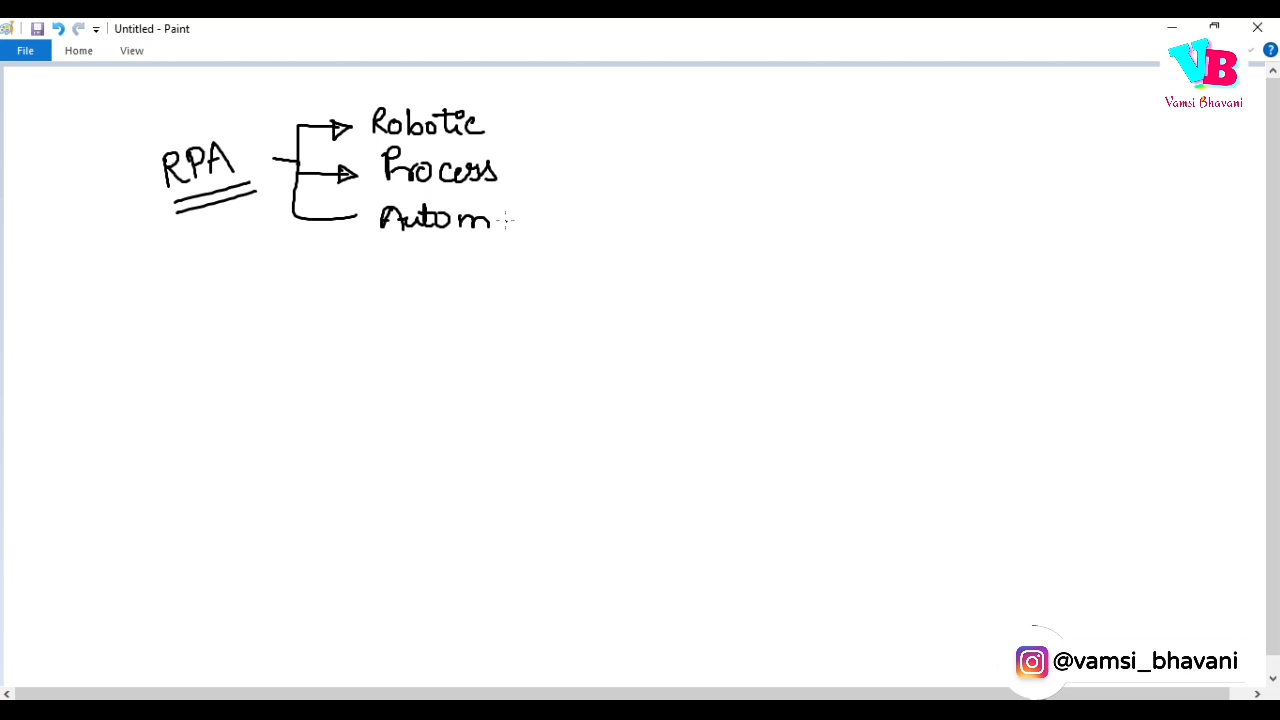 Untitled - Paint
File Home View
VB
Vamsi Bhavani
RPA
Robotic
Process
Autom
@vamsi_bhavani